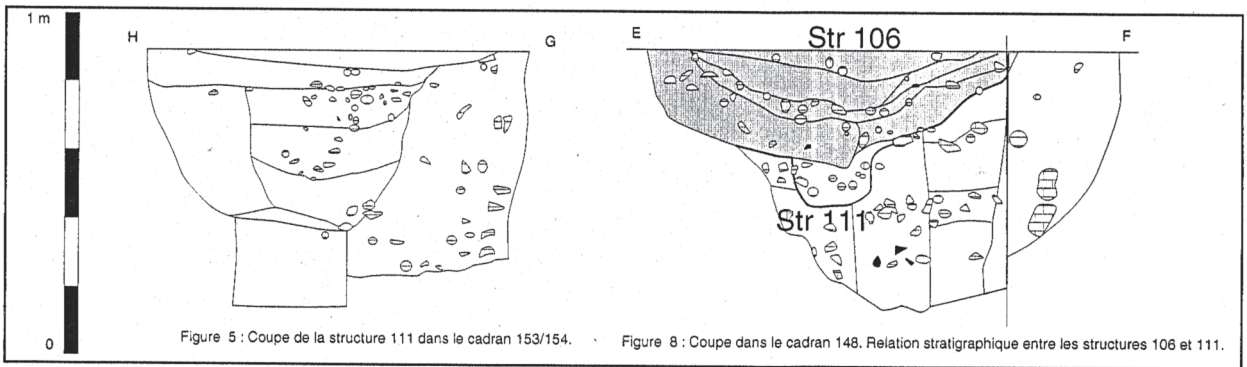 1 m
H
G
E
Str 106
F
Str 111
0
Figure 5 : Coupe de la structure 111 dans le cadran 153/154.
Figure 8 : Coupe dans le cadran 148. Relation stratigraphique entre les structures 106 et 111.